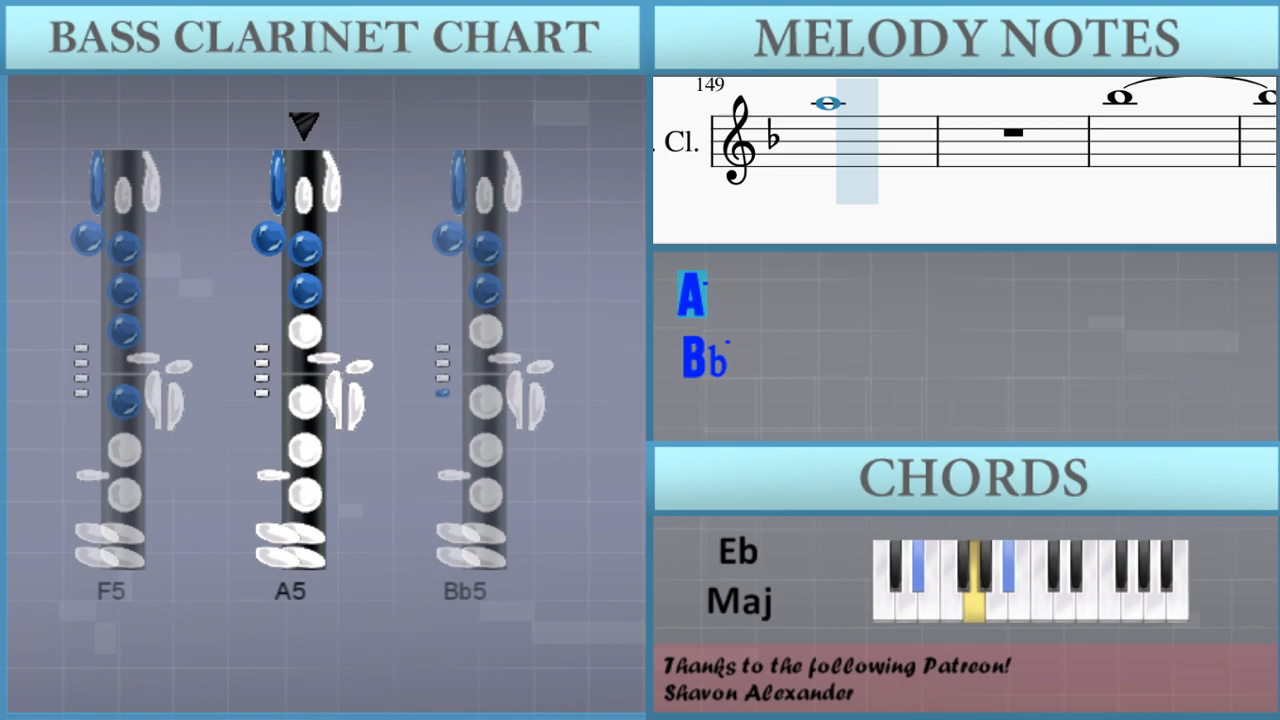 BASS CLARINET CHART
F5 A5 Bb5
MELODY NOTES
149
. Cl.
A
Bb
CHORDS
Eb
Maj
Thanks to the following Patreon!
Shavon Alexander